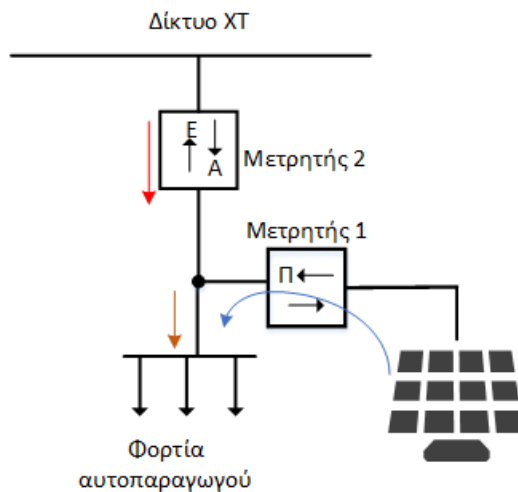 Δίκτυο ΧΤ
Ε
Α
Μετρητής 2
Μετρητής 1
Π
Φορτία
αυτοπαραγωγού